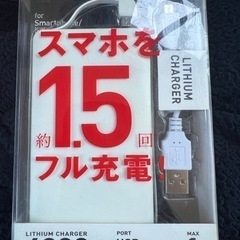 for
Smartphone/
スマホを
約1.5回
フル充電!
LITHIUM
CHARGER
LITHIUM CHARGER
PORT
MAX